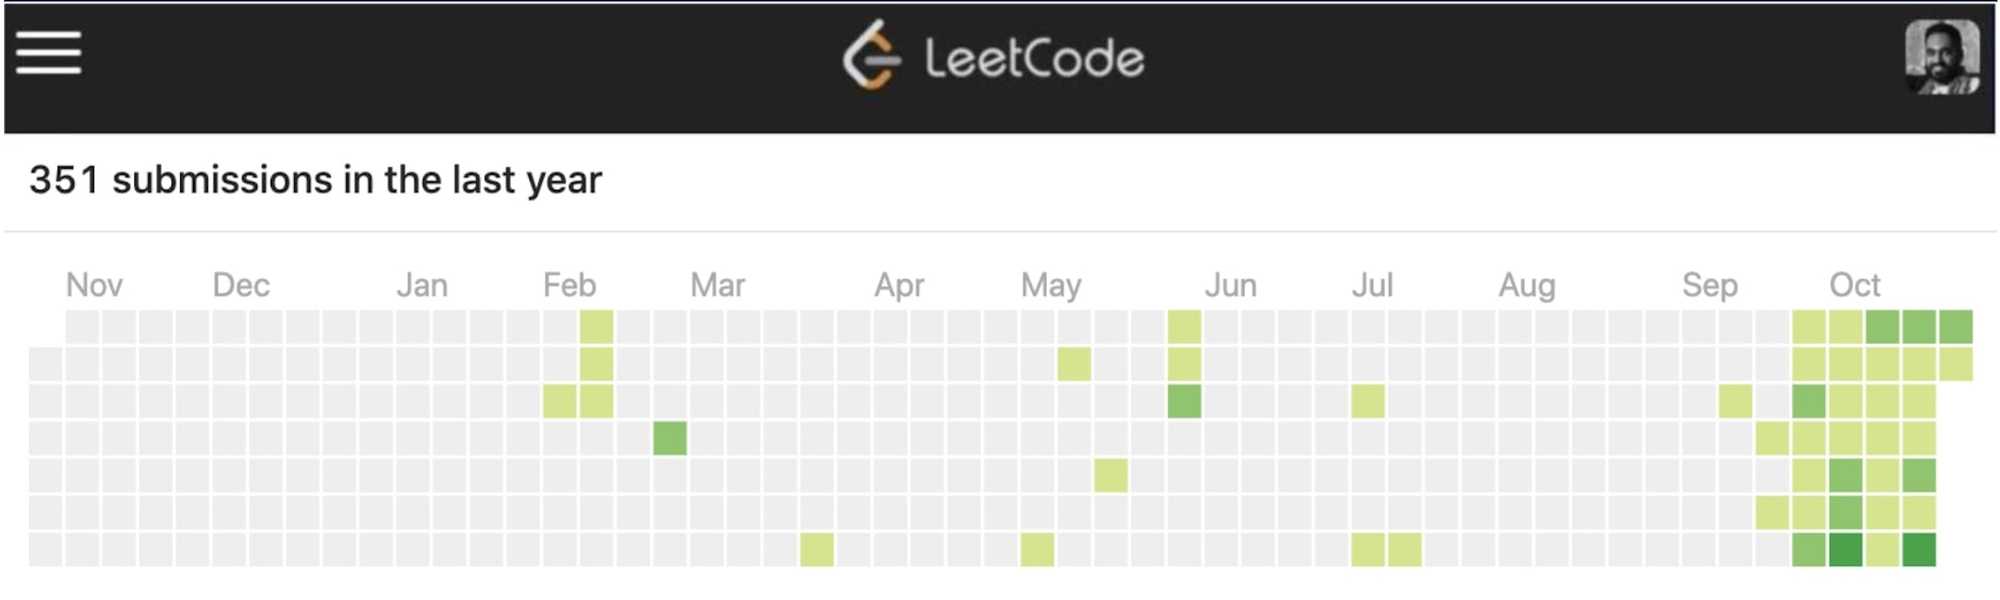 LeetCode
351 submissions in the last year
Nov Dec Jan Feb Mar Apr May Jun Jul Aug Sep Oct